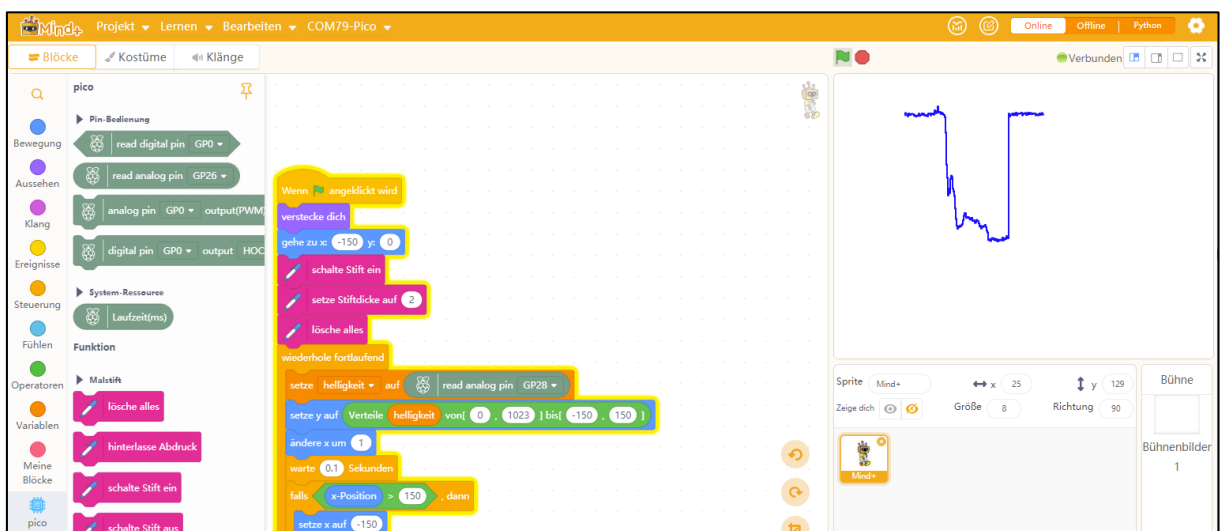 Mind+ Projekt Lernen Bearbeiten COM79-Pico Online Offline Python
Blöcke Kostüme Klänge Verbunden
pico
Bewegung
Aussehen
Klang
Ereignisse
Steuerung
Fühlen
Operatoren
Variablen
Meine
Blöcke
pico
Pin-Bedienung
read digital pin GP0
read analog pin GP26
analog pin GP0 output(PWM)
digital pin GP0 output HOC
System-Ressource
Laufzeit(ms)
Funktion
Malstift
lösche alles
hinterlasse Abdruck
schalte Stift ein
schalte Stift aus
Wenn angeklickt wird
verstecke dich
gehe zu x: -150 y: 0
schalte Stift ein
setze Stiftdicke auf 2
lösche alles
wiederhole fortlaufend
setze helligkeit auf read analog pin GP28
setze y auf Verteile helligkeit von[ 0 , 1023 ] bis[ -150 , 150 ]
ändere x um 1
warte 0.1 Sekunden
falls x-Position > 150 , dann
setze x auf -150
Sprite Mind+ x 25 y 129
Zeige dich Größe 8 Richtung 90
Mind+
Bühne
Bühnenbilder
1